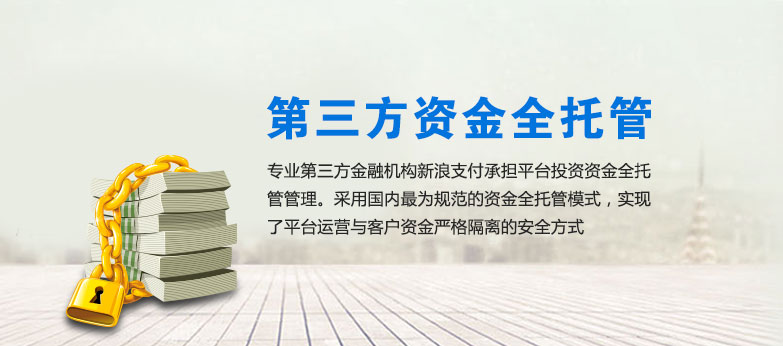 第三方资金全托管
专业第三方金融机构新浪支付承担平台投资资金全托
管管理。采用国内最为规范的资金全托管模式，实现
了平台运营与客户资金严格隔离的安全方式